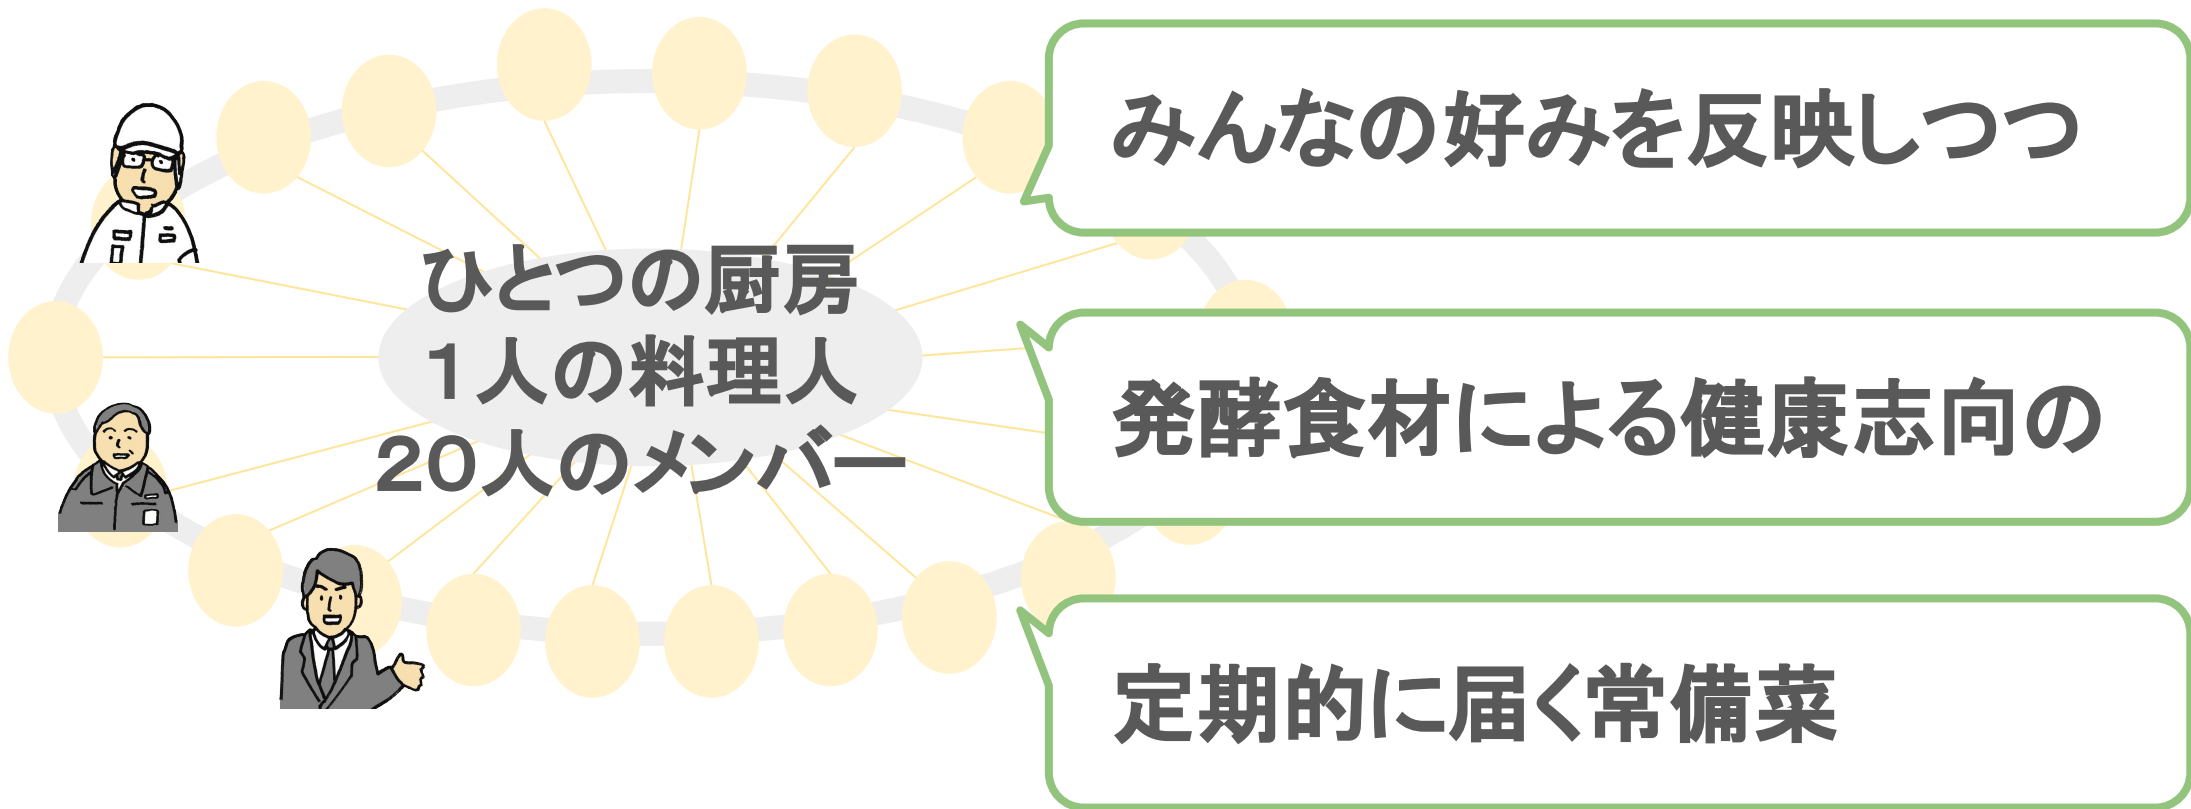 ひとつの厨房
1人の料理人
20人のメンバー
みんなの好みを反映しつつ
発酵食材による健康志向の
定期的に届く常備菜